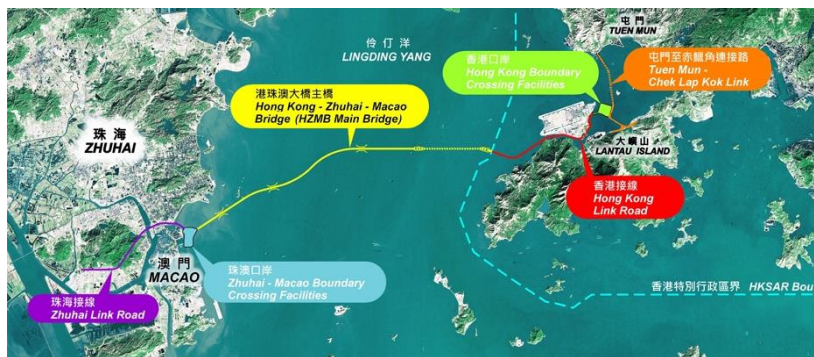 屯門
TUEN MUN
伶仃洋
LINGDING YANG
香港口岸
Hong Kong Boundary
Crossing Facilities
屯門至赤鱲角連接路
Tuen Mun -
Chek Lap Kok Link
港珠澳大橋主橋
Hong Kong - Zhuhai - Macao
Bridge (HZMB Main Bridge)
珠海
ZHUHAI
大嶼山
LANTAU ISLAND
香港接線
Hong Kong
Link Road
澳門
MACAO
珠澳口岸
Zhuhai - Macao Boundary
Crossing Facilities
珠海接線
Zhuhai Link Road
香港特別行政區界 HKSAR Bou